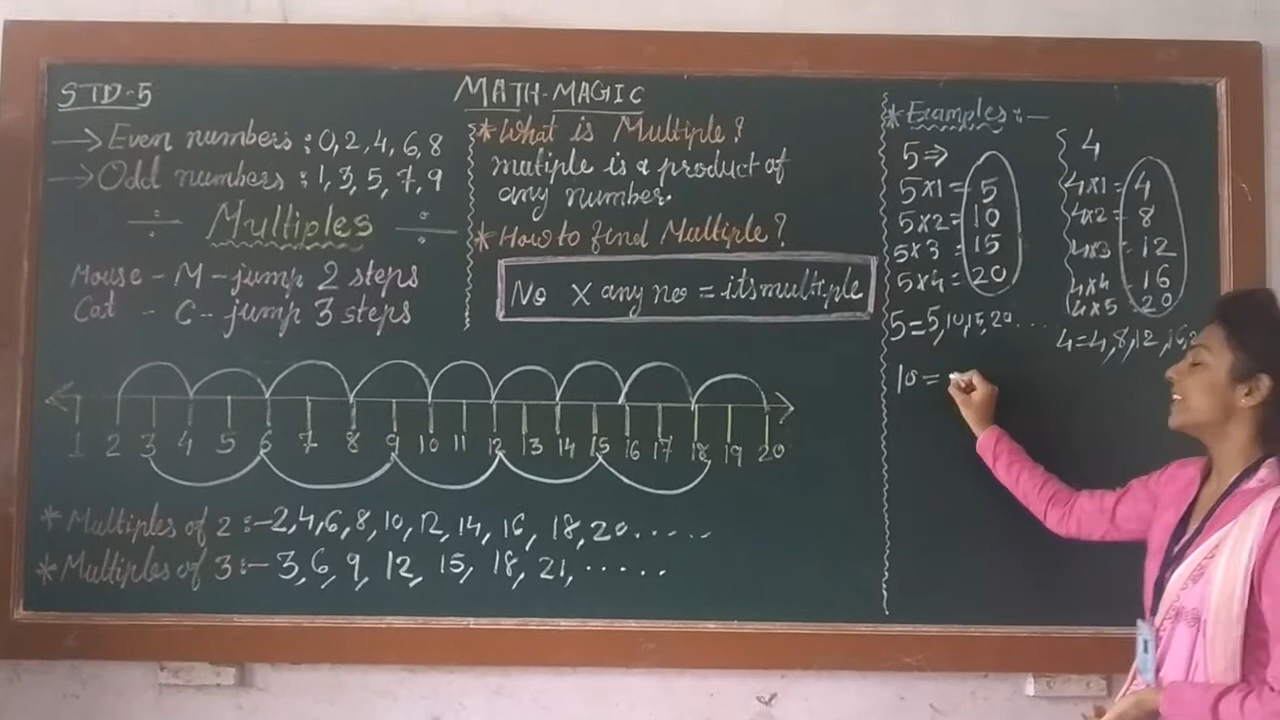 STD-5
→ Even numbers : 0, 2, 4, 6, 8
→ Odd numbers : 1, 3, 5, 7, 9
÷ Multiples ÷
Mouse - M - jump 2 steps
Cat - C - jump 3 steps
MATH-MAGIC
* What is Multiple?
mutiple is a product of
any number.
* How to find Multiple?
No X any no = its multiple
1 2 3 4 5 6 7 8 9 10 11 12 13 14 15 16 17 18 19 20
* Multiples of 2 :- 2, 4, 6, 8, 10, 12, 14, 16, 18, 20......
* Multiples of 3 :- 3, 6, 9, 12, 15, 18, 21, ......
* Examples :-
5 ⇒
5×1 = 5
5×2 = 10
5×3 = 15
5×4 = 20
5=5,10,15,20....
10 =
4
4×1 = 4
4×2 = 8
4×3 = 12
4×4 = 16
4×5 = 20
4=4,8,12,16,2